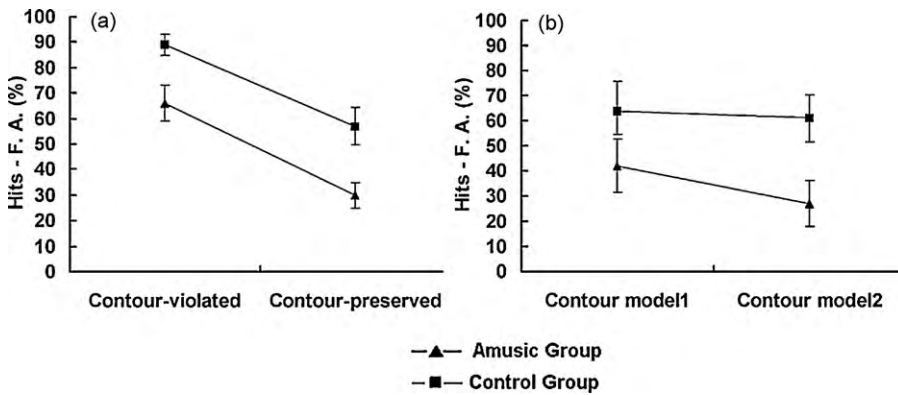 (a)
Hits - F. A. (%)
100
90
80
70
60
50
40
30
20
10
0
Contour-violated Contour-preserved
(b)
Hits - F. A. (%)
100
90
80
70
60
50
40
30
20
10
0
Contour model1 Contour model2
Amusic Group
Control Group